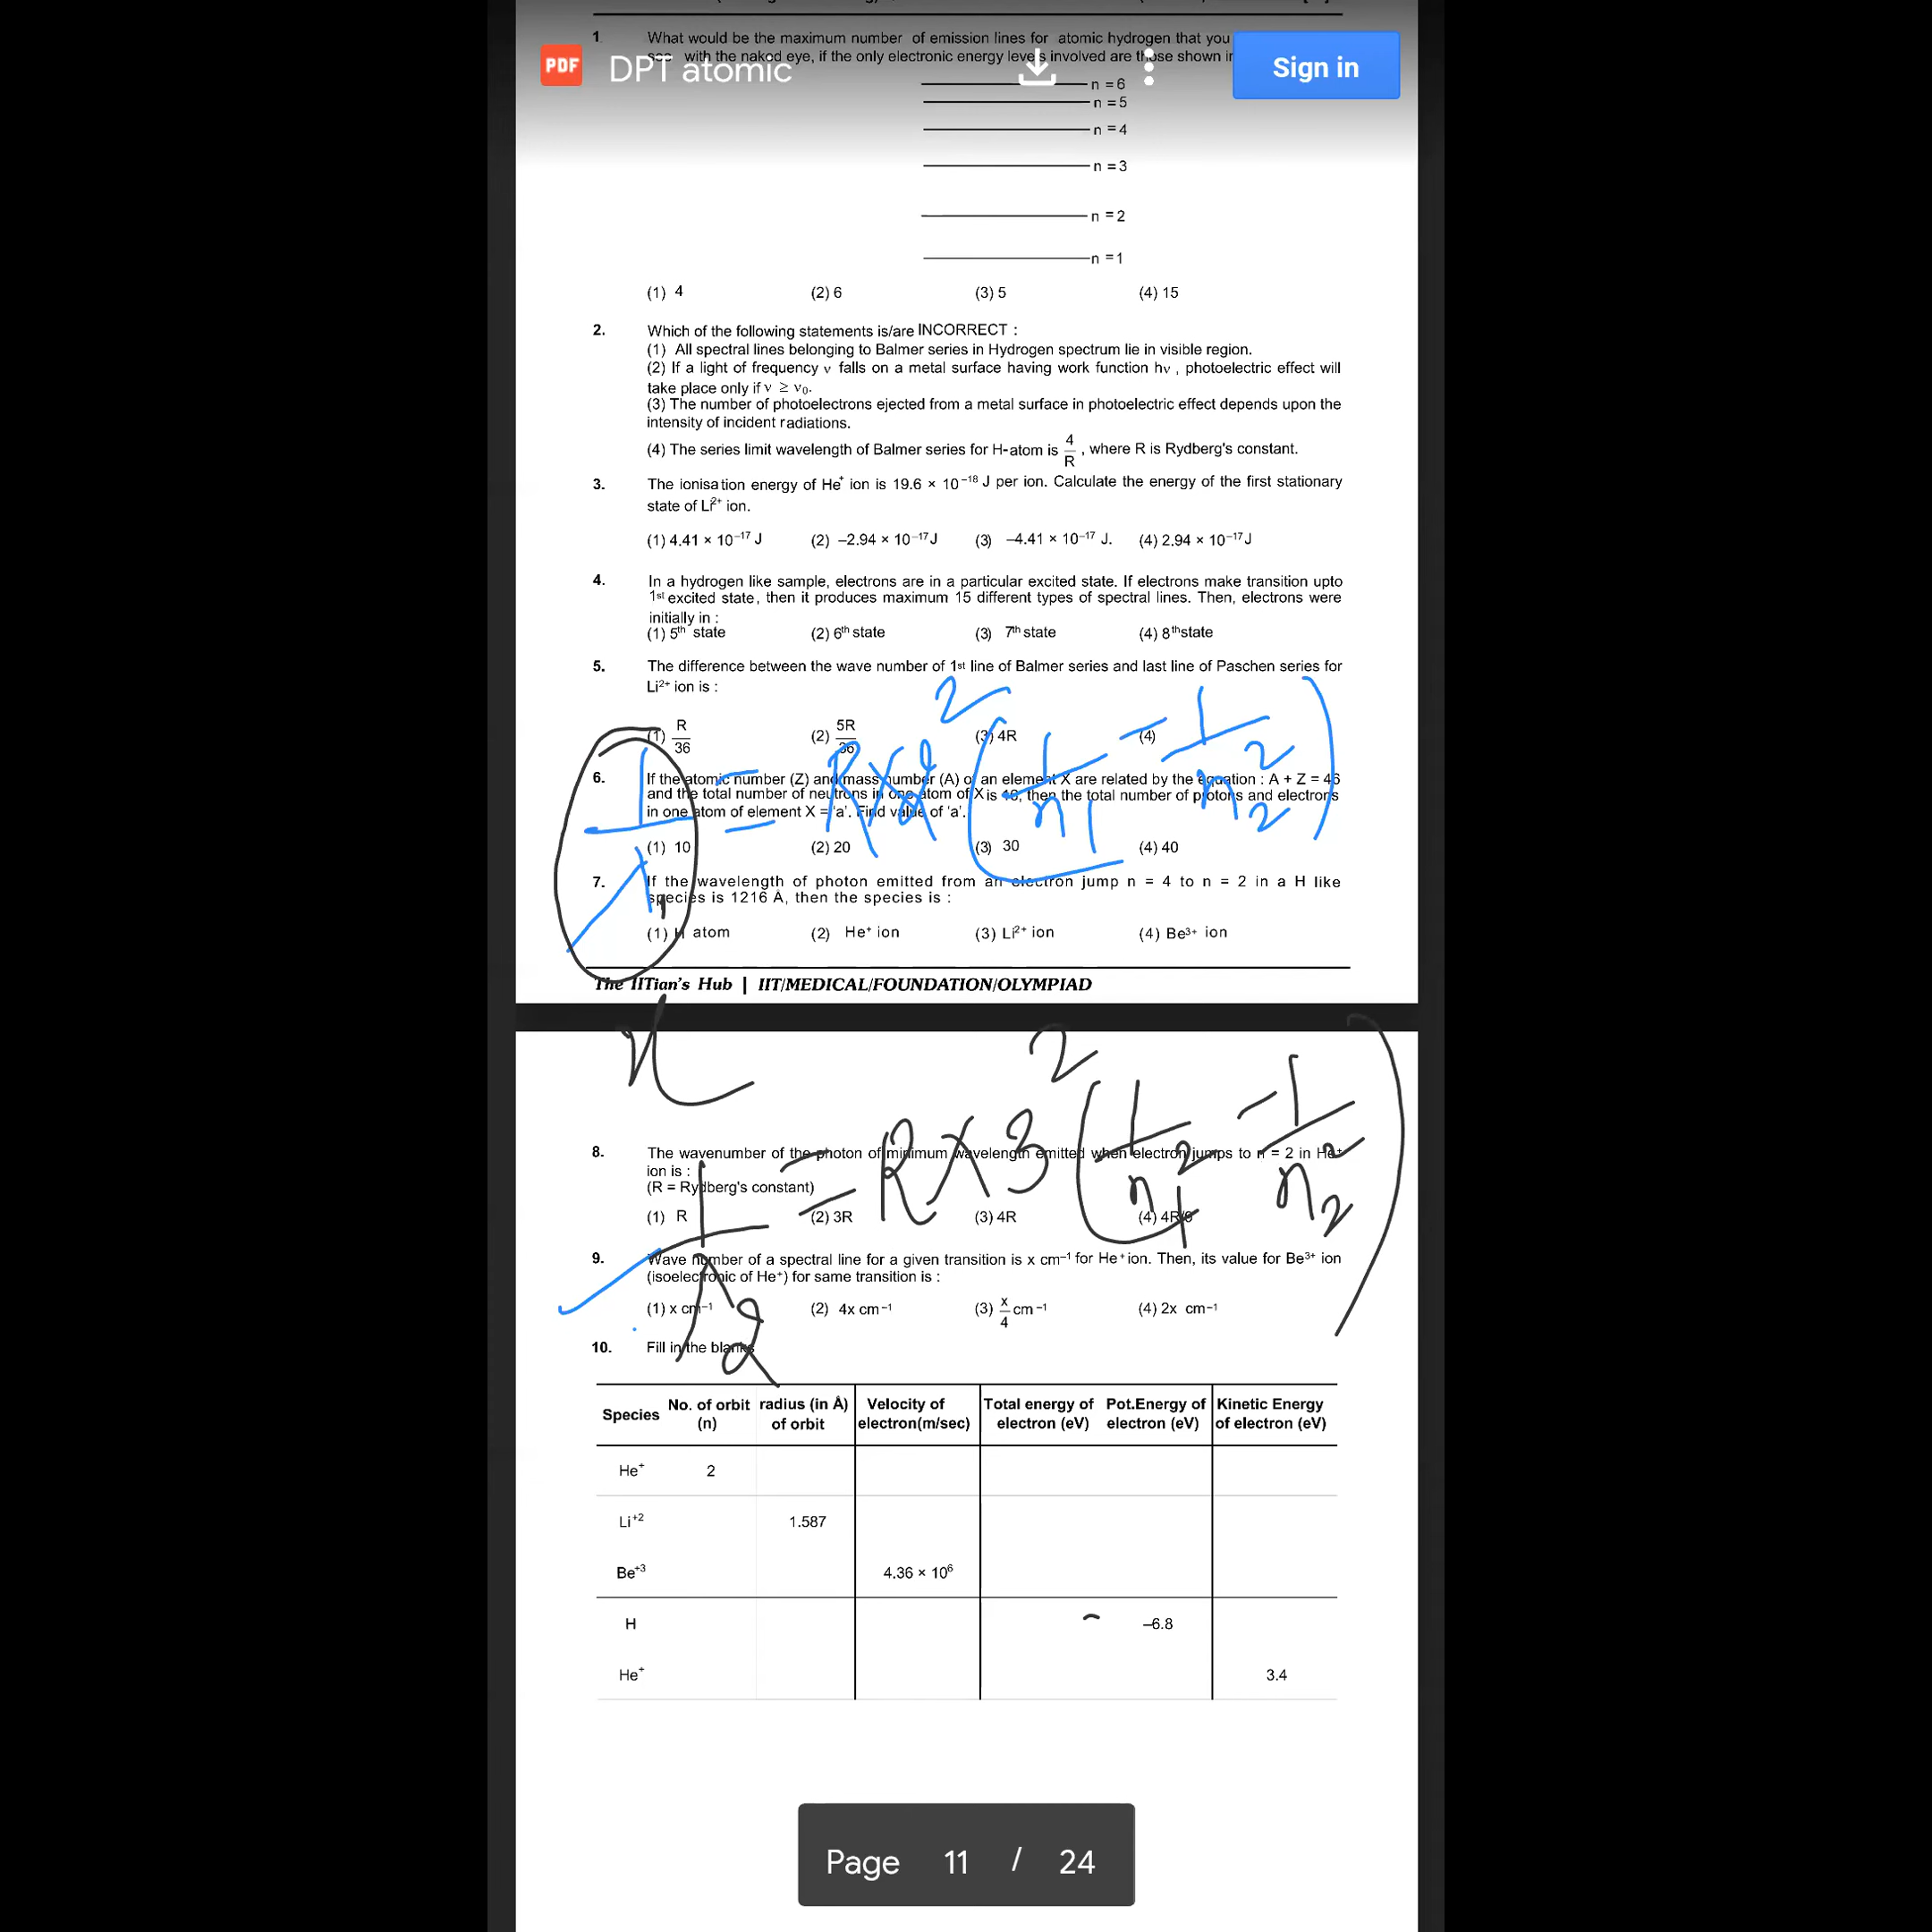 1 What would be the maximum number of emission lines for atomic hydrogen that you
see with the naked eye, if the only electronic energy levels involved are those shown in
PDF DPT atomic Sign in
n = 6
n = 5
n = 4
n = 3
n = 2
n = 1
(1) 4 (2) 6 (3) 5 (4) 15
2. Which of the following statements is/are INCORRECT :
(1) All spectral lines belonging to Balmer series in Hydrogen spectrum lie in visible region.
(2) If a light of frequency ν falls on a metal surface having work function hν , photoelectric effect will
take place only if ν ≥ ν₀.
(3) The number of photoelectrons ejected from a metal surface in photoelectric effect depends upon the
intensity of incident radiations.
(4) The series limit wavelength of Balmer series for H-atom is 4/R , where R is Rydberg's constant.
3. The ionisation energy of He⁺ ion is 19.6 × 10⁻¹⁸ J per ion. Calculate the energy of the first stationary
state of Li²⁺ ion.
(1) 4.41 × 10⁻¹⁷ J (2) –2.94 × 10⁻¹⁷ J (3) –4.41 × 10⁻¹⁷ J. (4) 2.94 × 10⁻¹⁷ J
4. In a hydrogen like sample, electrons are in a particular excited state. If electrons make transition upto
1st excited state, then it produces maximum 15 different types of spectral lines. Then, electrons were
initially in :
(1) 5th state (2) 6th state (3) 7th state (4) 8th state
5. The difference between the wave number of 1st line of Balmer series and last line of Paschen series for
Li²⁺ ion is :
(1) R/36 (2) 5R/36 (3) 4R (4)
1/λ₁ = R × 2² (1/n₁² – 1/n₂²)
6. If the atomic number (Z) and mass number (A) of an element X are related by the equation : A + Z = 46
and the total number of neutrons in one atom of X is 16, then the total number of protons and electrons
in one atom of element X = 'a'. Find value of 'a'.
(1) 10 (2) 20 (3) 30 (4) 40
7. If the wavelength of photon emitted from an electron jump n = 4 to n = 2 in a H like
species is 1216 Å, then the species is :
(1) H atom (2) He⁺ ion (3) Li²⁺ ion (4) Be³⁺ ion
The IITian's Hub | IIT/MEDICAL/FOUNDATION/OLYMPIAD
x
1/λ2 = R × 3² (1/n₁² – 1/n₂²)
8. The wavenumber of the photon of minimum wavelength emitted when electron jumps to n = 2 in He⁺
ion is :
(R = Rydberg's constant)
(1) R (2) 3R (3) 4R (4) 4R/9
9. Wave number of a spectral line for a given transition is x cm⁻¹ for He⁺ ion. Then, its value for Be³⁺ ion
(isoelectronic of He⁺) for same transition is :
(1) x cm⁻¹ (2) 4x cm⁻¹ (3) x/4 cm⁻¹ (4) 2x cm⁻¹
10. Fill in the blanks
Species No. of orbit (n) radius (in Å) of orbit Velocity of electron(m/sec) Total energy of electron (eV) Pot.Energy of electron (eV) Kinetic Energy of electron (eV)
He⁺ 2
Li⁺² 1.587
Be⁺³ 4.36 × 10⁶
H –6.8
He⁺ 3.4
Page 11 / 24